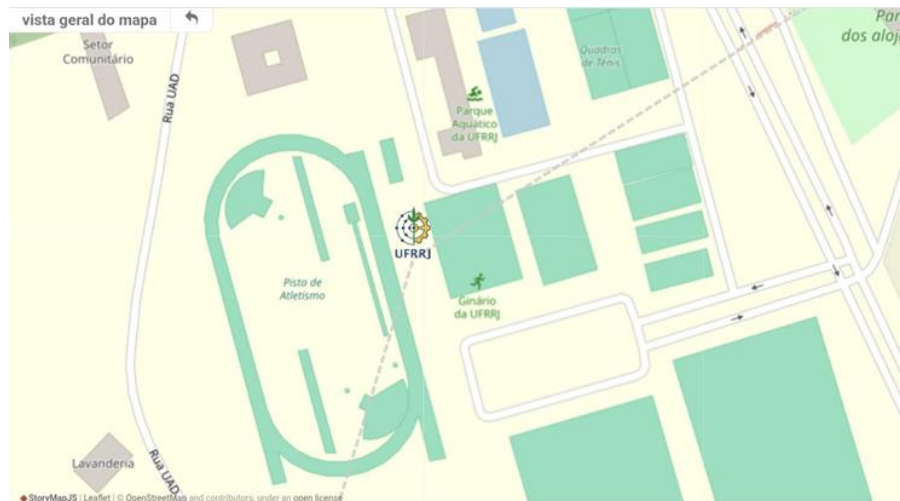 vista geral do mapa
Setor
Comunitário
Rua UAD
Parque
Aquático
da UFRRJ
Quadras
de Tênis
Par
dos aloj
UFRRJ
Pista de
Atletismo
Ginário
da UFRRJ
Lavanderia
Rua UAD
StoryMapJS | Leaflet | © OpenStreetMap and contributors, under an open license